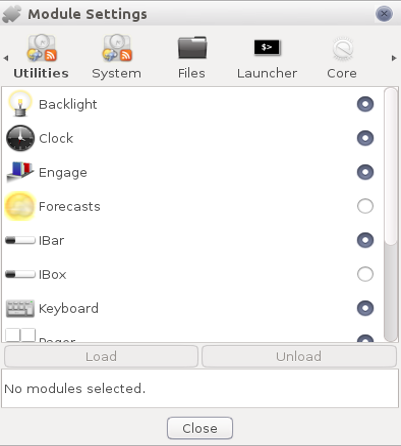 Module Settings
Utilities System Files Launcher Core
$>
Backlight
Clock
Engage
Forecasts
IBar
IBox
Keyboard
Pager
Load Unload
No modules selected.
Close